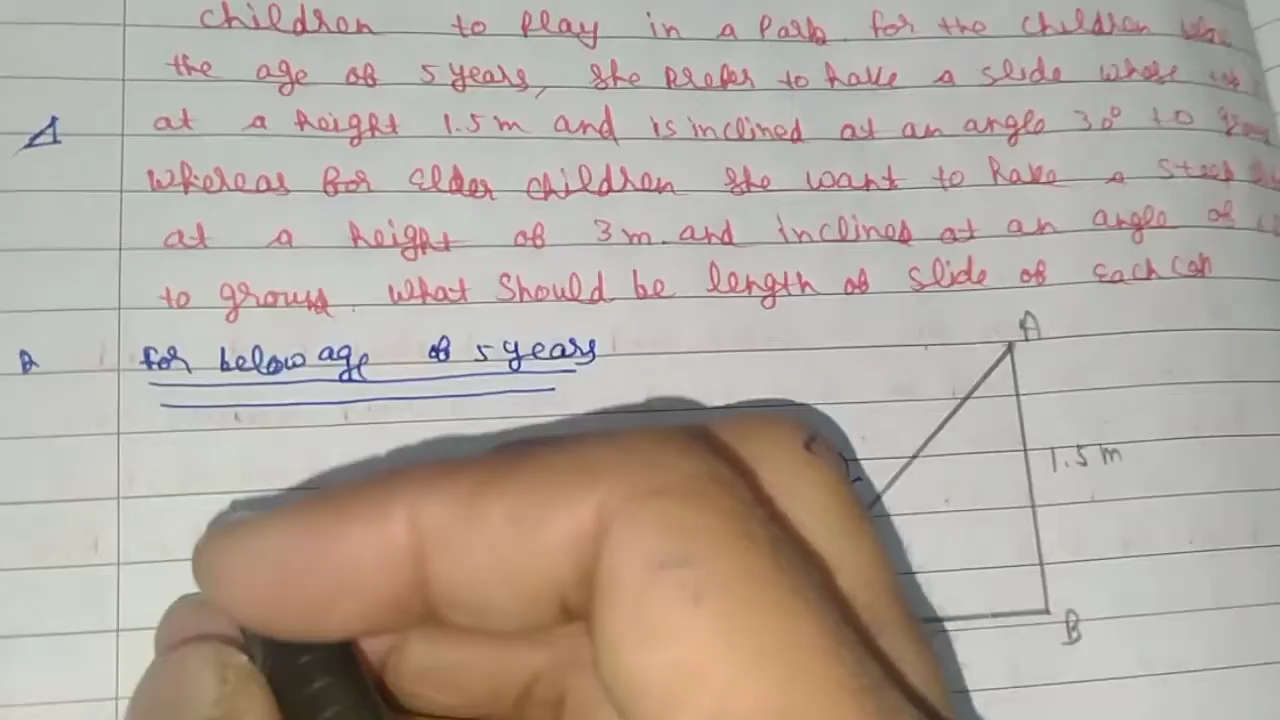 children to play in a Park for the children
the age of 5 years, she prefer to have a slide whose
at a height 1.5 m and is inclined at an angle 30° to
whereas for elder children she want to have a steep
at a height of 3 m and inclined at an angle of
to ground. What should be length of slide of each
for below age of 5 years
A
1.5 m
B